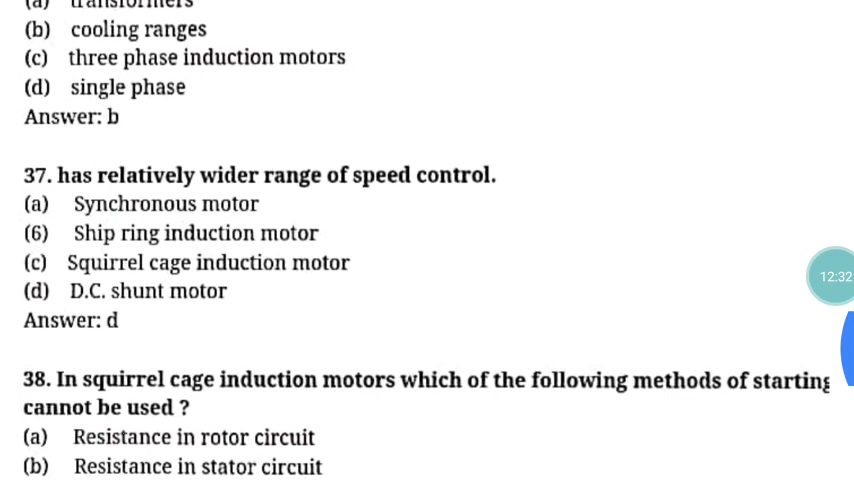 (a) transformers
(b) cooling ranges
(c) three phase induction motors
(d) single phase
Answer: b
37. has relatively wider range of speed control.
(a) Synchronous motor
(6) Ship ring induction motor
(c) Squirrel cage induction motor
(d) D.C. shunt motor
Answer: d
38. In squirrel cage induction motors which of the following methods of starting
cannot be used ?
(a) Resistance in rotor circuit
(b) Resistance in stator circuit
12:32